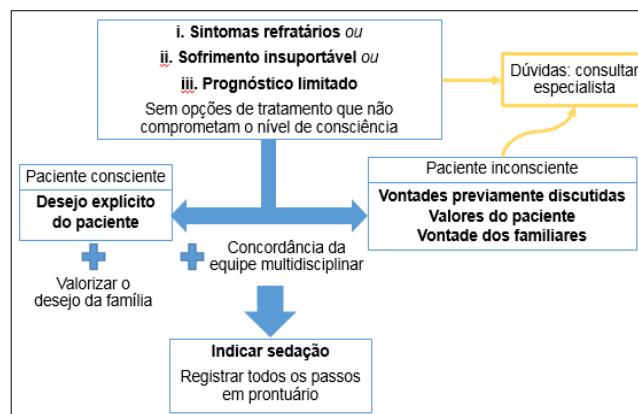 i. Sintomas refratários ou
ii. Sofrimento insuportável ou
iii. Prognóstico limitado
Sem opções de tratamento que não
comprometam o nível de consciência
Dúvidas: consultar
especialista
Paciente consciente
Desejo explícito
do paciente
Paciente inconsciente
Vontades previamente discutidas
Valores do paciente
Vontade dos familiares
Valorizar o
desejo da família
Concordância da
equipe multidisciplinar
Indicar sedação
Registrar todos os passos
em prontuário